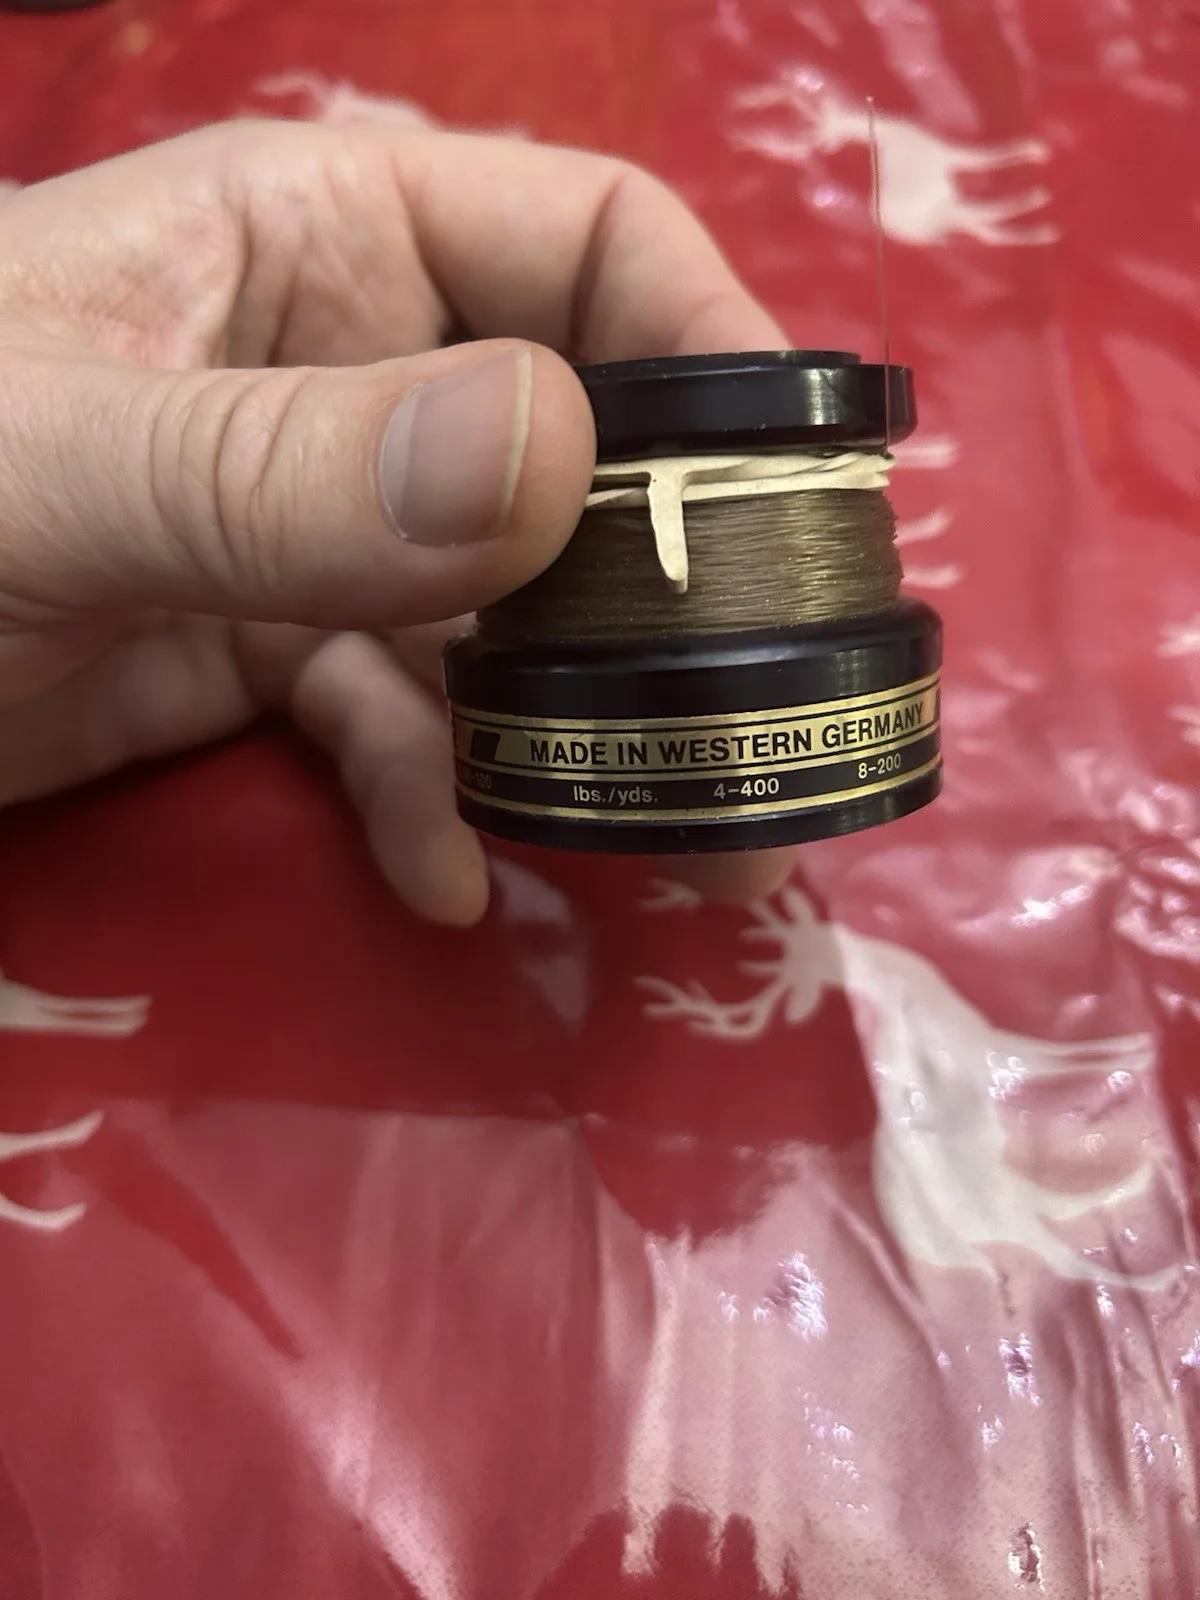 MADE IN WESTERN GERMANY
lbs./yds. 4-400 8-200